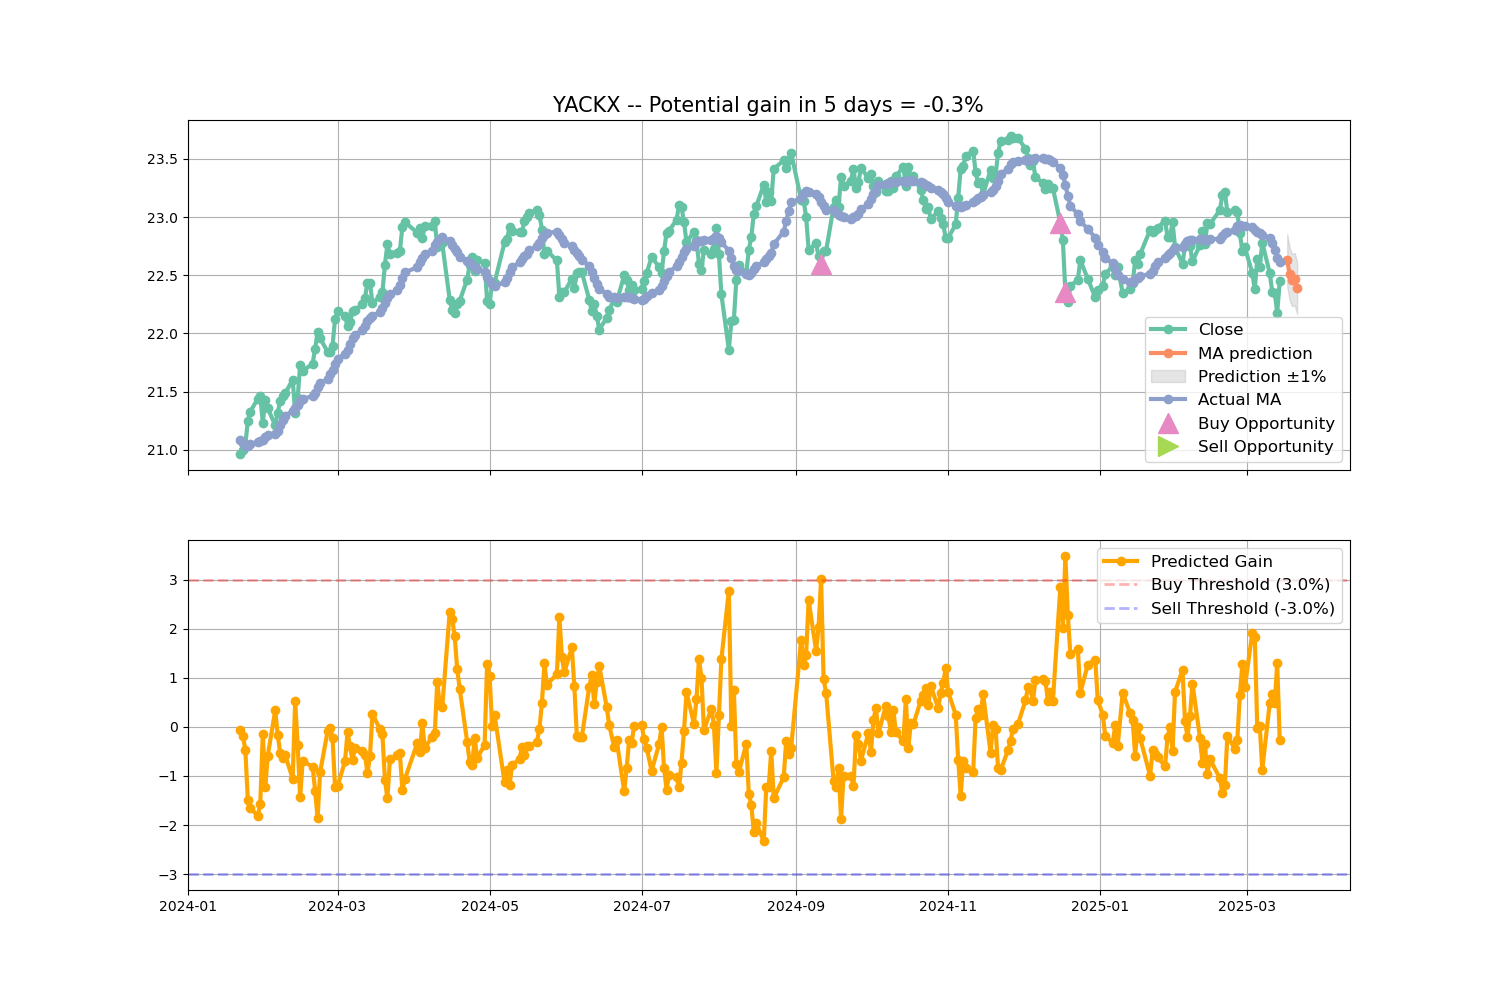 YACKX -- Potential gain in 5 days = -0.3%
23.5
23.0
22.5
22.0
21.5
21.0
Close
MA prediction
Prediction ±1%
Actual MA
Buy Opportunity
Sell Opportunity
3
2
1
0
−1
−2
−3
Predicted Gain
Buy Threshold (3.0%)
Sell Threshold (-3.0%)
2024-01 2024-03 2024-05 2024-07 2024-09 2024-11 2025-01 2025-03